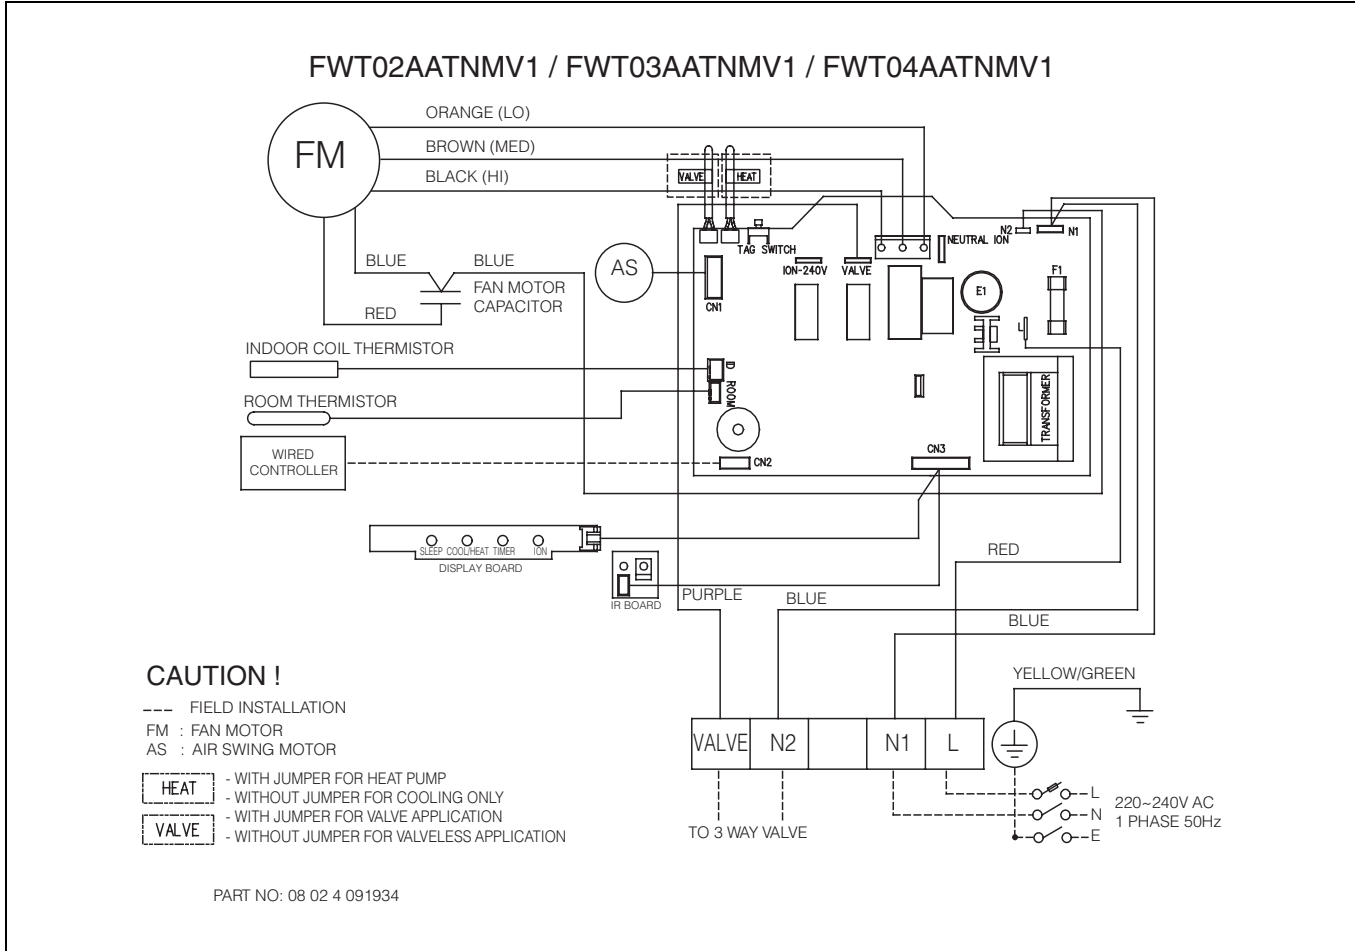 FWT02AATNMV1 / FWT03AATNMV1 / FWT04AATNMV1
FM
ORANGE (LO)
BROWN (MED)
BLACK (HI)
VALVE
HEAT
TAG SWITCH
ION-240V
VALVE
NEUTRAL ION
N2
N1
BLUE
BLUE
FAN MOTOR
CAPACITOR
RED
AS
CN1
E1
F1
L
INDOOR COIL THERMISTOR
ID
ROOM THERMISTOR
ROOM
TRANSFORMER
WIRED
CONTROLLER
CN2
CN3
SLEEP COOL/HEAT TIMER ION
DISPLAY BOARD
IR BOARD
RED
PURPLE
BLUE
BLUE
YELLOW/GREEN
VALVE N2 N1 L
TO 3 WAY VALVE
L
N
E
220~240V AC
1 PHASE 50Hz
CAUTION !
--- FIELD INSTALLATION
FM : FAN MOTOR
AS : AIR SWING MOTOR
HEAT
- WITH JUMPER FOR HEAT PUMP
- WITHOUT JUMPER FOR COOLING ONLY
VALVE
- WITH JUMPER FOR VALVE APPLICATION
- WITHOUT JUMPER FOR VALVELESS APPLICATION
PART NO: 08 02 4 091934